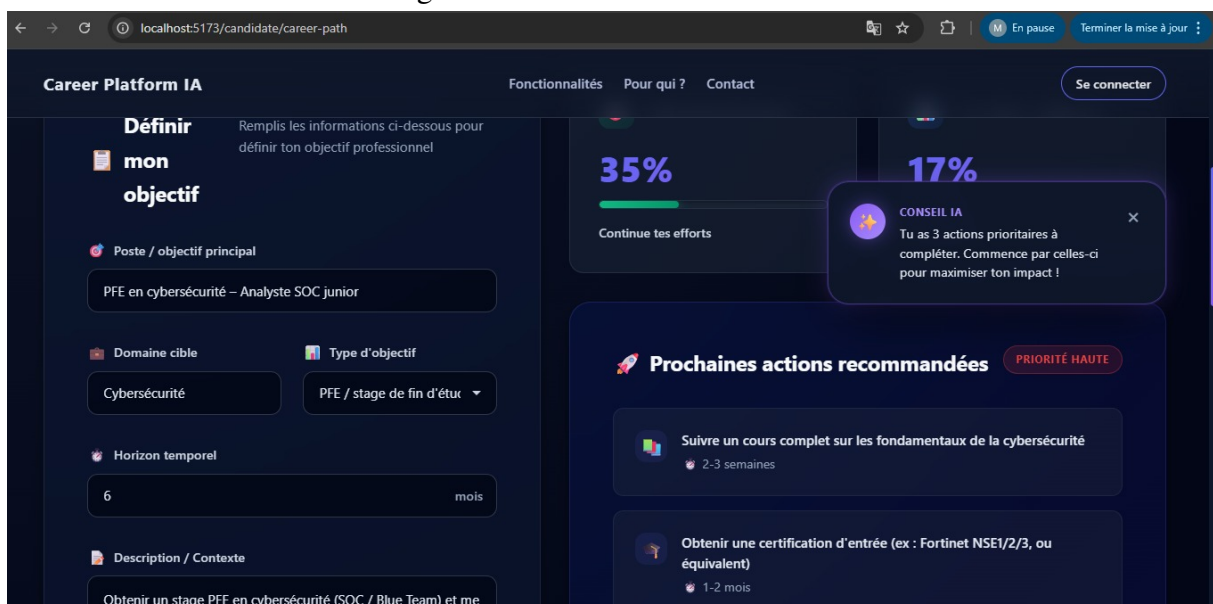 localhost:5173/candidate/career-path
M
En pause
Terminer la mise à jour
Career Platform IA
Fonctionnalités
Pour qui ?
Contact
Se connecter
Définir
mon
objectif
Remplis les informations ci-dessous pour
définir ton objectif professionnel
Poste / objectif principal
PFE en cybersécurité – Analyste SOC junior
Domaine cible
Type d'objectif
Cybersécurité
PFE / stage de fin d'étuc
Horizon temporel
6
mois
Description / Contexte
Obtenir un stage PFE en cybersécurité (SOC / Blue Team) et me
35%
Continue tes efforts
17%
CONSEIL IA
Tu as 3 actions prioritaires à
compléter. Commence par celles-ci
pour maximiser ton impact !
Prochaines actions recommandées
PRIORITÉ HAUTE
Suivre un cours complet sur les fondamentaux de la cybersécurité
2-3 semaines
Obtenir une certification d'entrée (ex : Fortinet NSE1/2/3, ou
équivalent)
1-2 mois